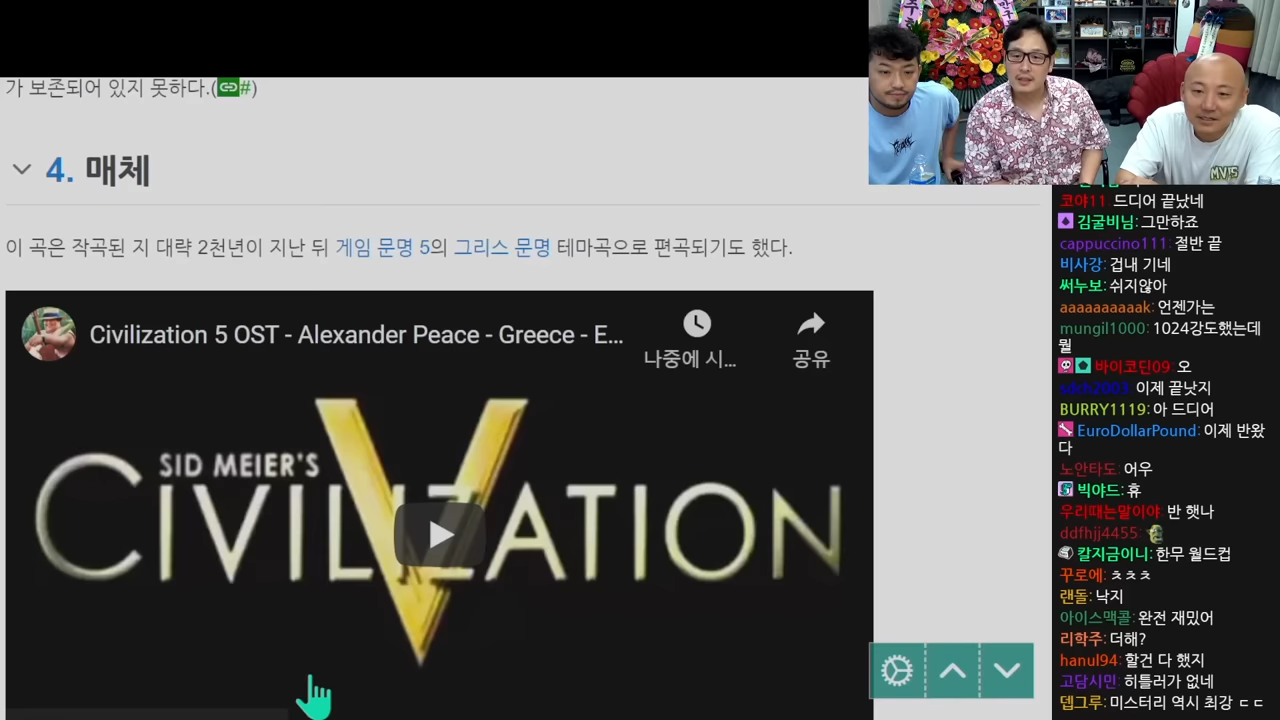 가 보존되어 있지 못하다.(#)
4. 매체
이 곡은 작곡된 지 대략 2천년이 지난 뒤 게임 문명 5의 그리스 문명 테마곡으로 편곡되기도 했다.
Civilization 5 OST - Alexander Peace - Greece - E...
나중에 시...
공유
SID MEIER'S
CIVILIZATION
V
MV15
코야11: 드디어 끝났네
김굴비님: 그만하죠
cappuccino111: 절반 끝
비사강: 겁내 기네
써누보: 쉬지않아
aaaaaaaaaak: 언젠가는
mungil1000: 1024강도했는데
뭘
바이코딘09: 오
sdch2003: 이제 끝낫지
BURRY1119: 아 드디어
EuroDollarPound: 이제 반왔
다
노안타도: 어우
빅야드: 휴
우리때는말이야: 반 햇나
ddfhjj4455:
칼지금이니: 한무 월드컵
꾸로에: ㅊㅊㅊ
랜돌: 낙지
아이스맥콜: 완전 재밌어
리학주: 더해?
hanul94: 할건 다 했지
고담시민: 히틀러가 없네
뎁그루: 미스터리 역시 최강 ㄷㄷ